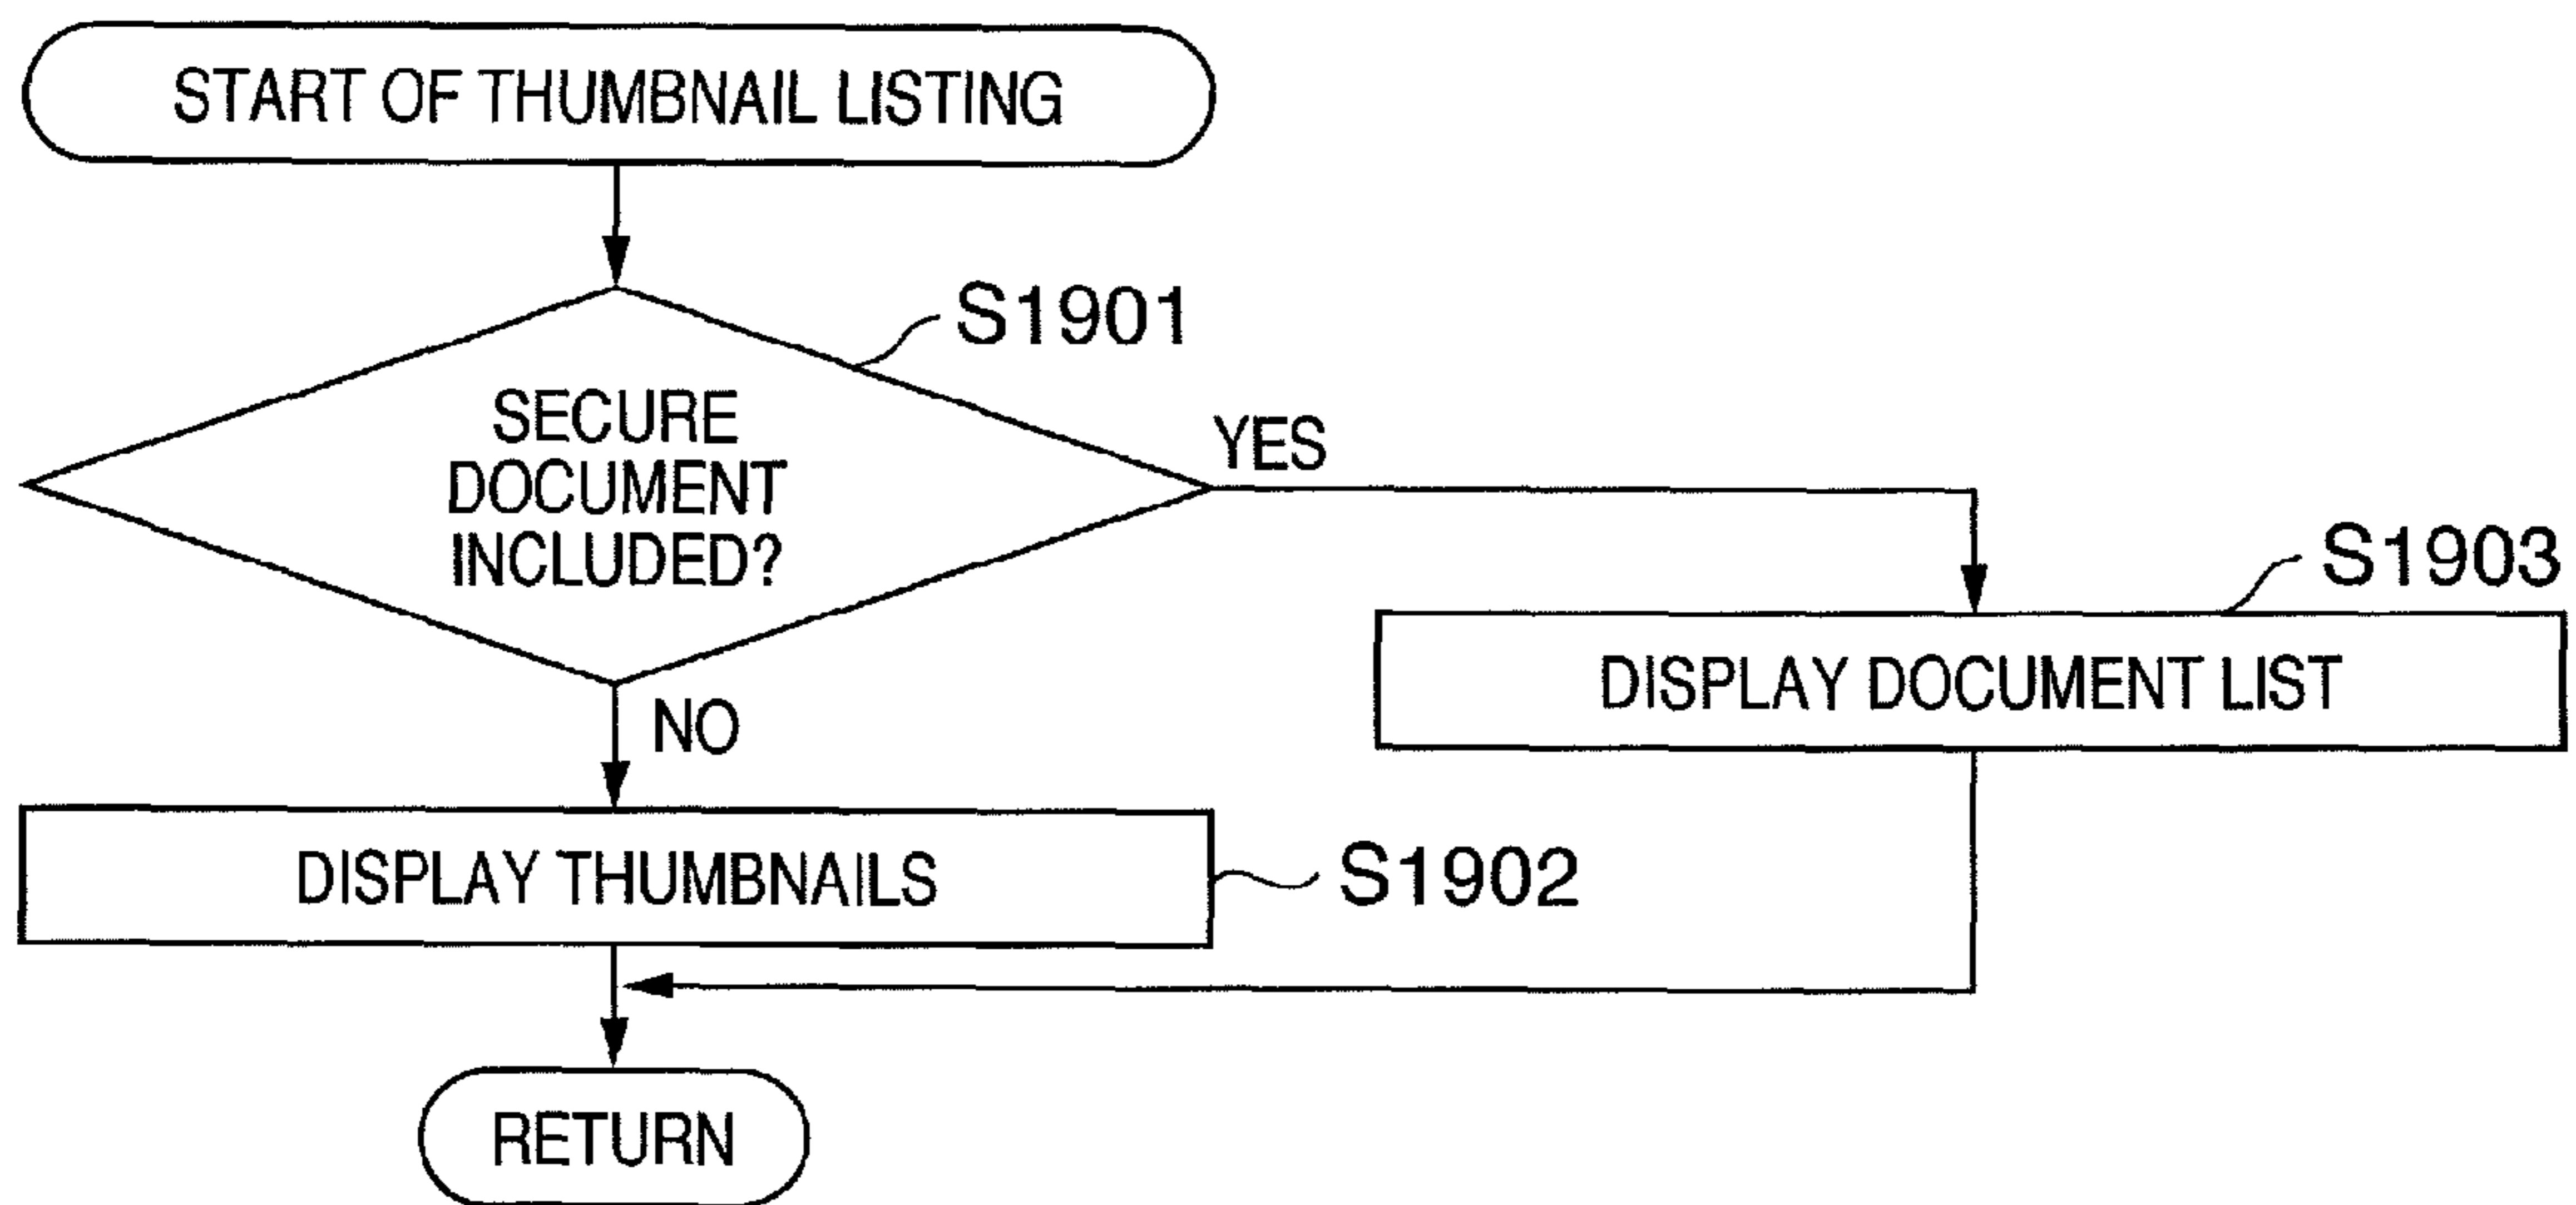 START OF THUMBNAIL LISTING
S1901
SECURE
DOCUMENT
INCLUDED?
YES
S1903
DISPLAY DOCUMENT LIST
NO
DISPLAY THUMBNAILS
S1902
RETURN